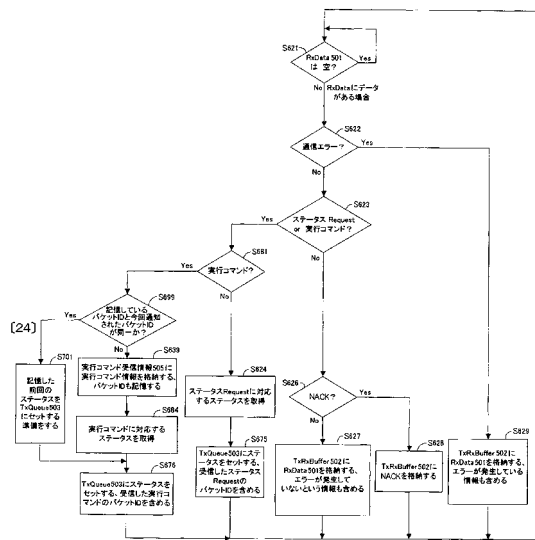 S621
RxData 501
は 空?
Yes
No
RxDataにデータ
がある場合
S622
通信エラー?
Yes
No
S623
ステータス Request
or 実行コマンド?
Yes
No
S681
実行コマンド?
Yes
No
S699
記憶している
パケットIDと今回通知
されたパケットID
が同一か?
Yes
No
[24]
S701
記憶した
前回の
ステータスを
TxQueue503
にセットする
準備をする
S639
実行コマンド受信情報505に
実行コマンド情報を格納する、
パケットIDも記憶する
S684
実行コマンドに対応する
ステータスを取得
S676
TxQueue503にステータスを
セットする、受信した実行コ
マンドのパケットIDを含める
S624
ステータスRequestに対応
するステータスを取得
S675
TxQueue503にステ
ータスをセットする、
受信したステータス
Requestの
パケットIDを含める
S626
NACK?
Yes
No
S627
TxRxBuffer 502に
RxData501を格納する、
エラーが発生して
いないという情報も含める
S628
TxRxBuffer 502に
NACKを格納する
S629
TxRxBuffer 502に
RxData501を格納する、
エラーが発生している
情報も含める